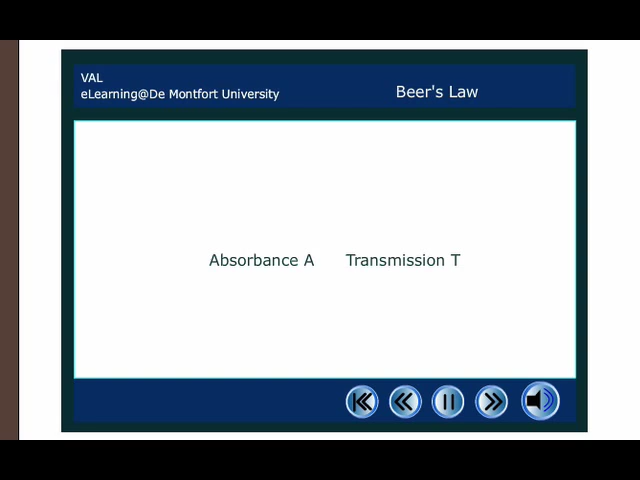 VAL
eLearning@De Montfort University
Beer's Law
Absorbance A Transmission T